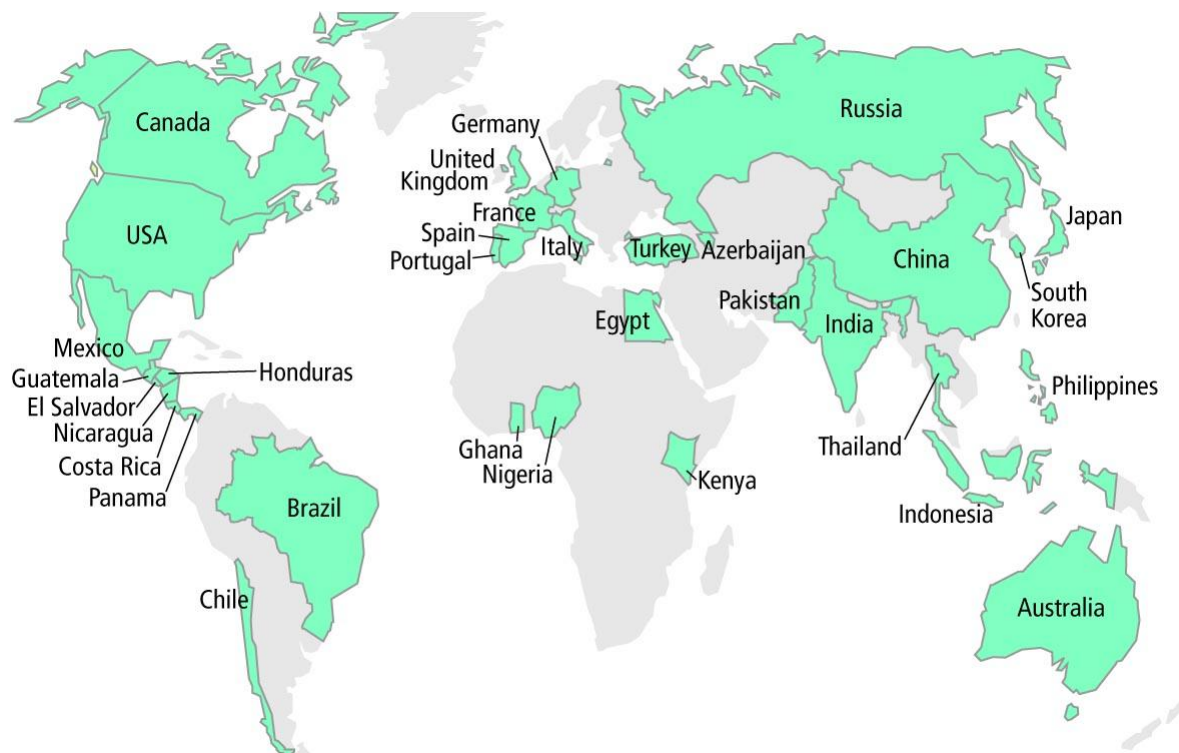 Canada
USA
Mexico
Guatemala
El Salvador
Nicaragua
Costa Rica
Panama
Honduras
Brazil
Chile
Germany
United
Kingdom
France
Spain
Portugal
Italy
Turkey
Azerbaijan
Egypt
Ghana
Nigeria
Kenya
Russia
Japan
China
South
Korea
Pakistan
India
Philippines
Thailand
Indonesia
Australia